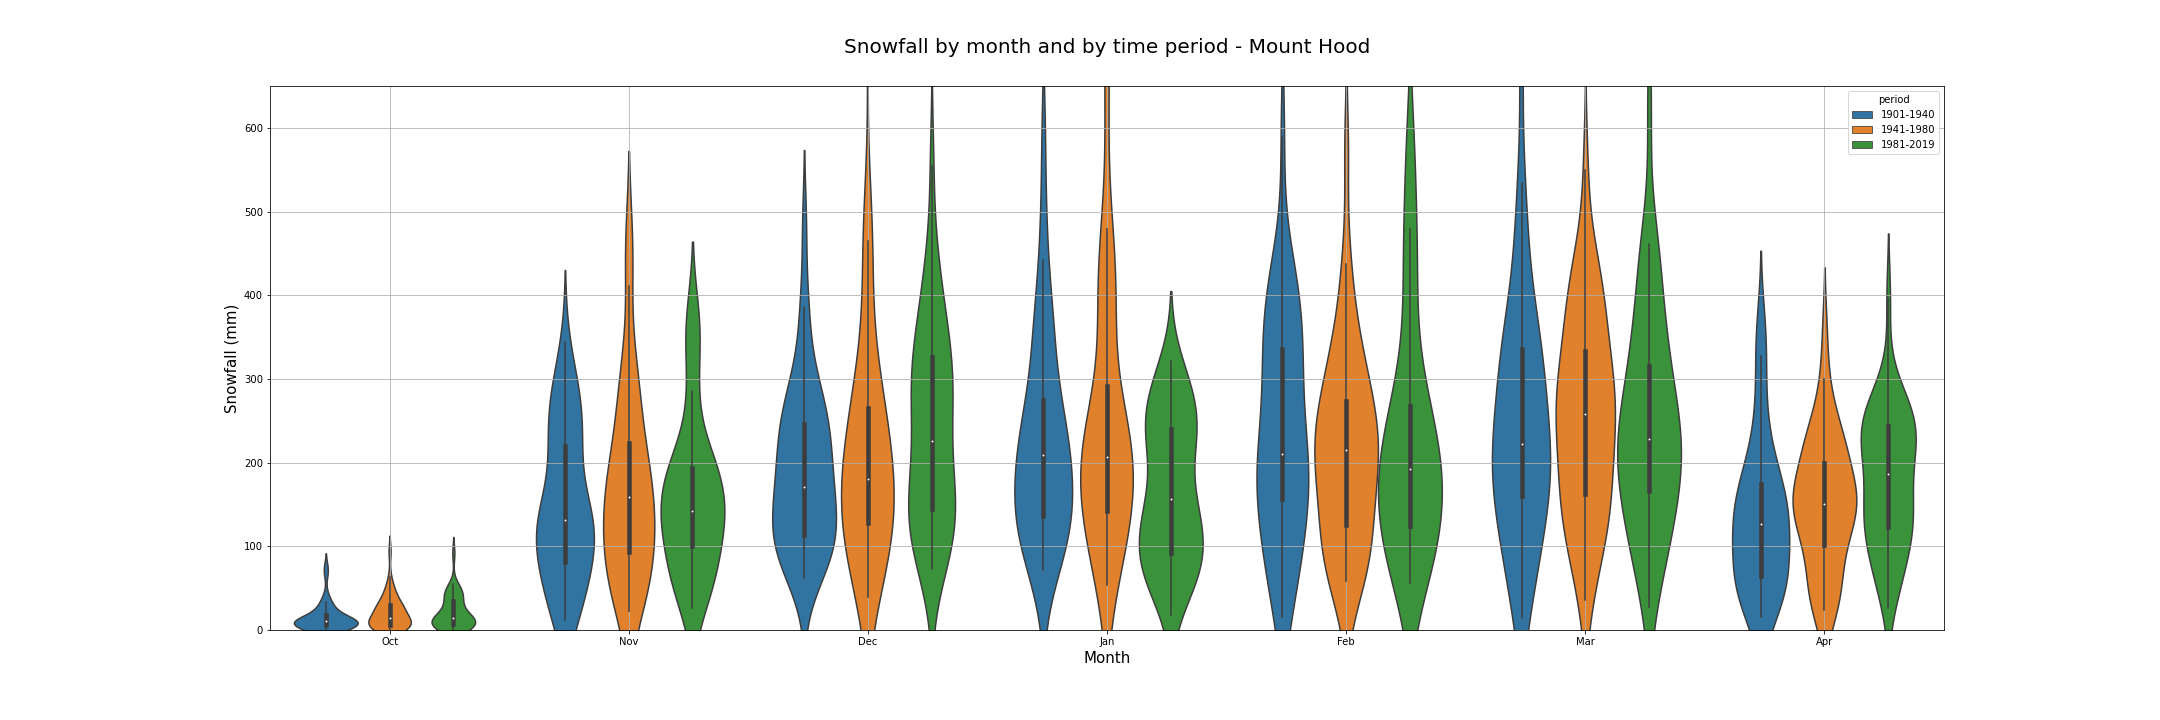 Snowfall by month and by time period - Mount Hood
period
1901-1940
1941-1980
1981-2019
600
500
400
300
200
100
0
Snowfall (mm)
Oct Nov Dec Jan Feb Mar Apr
Month